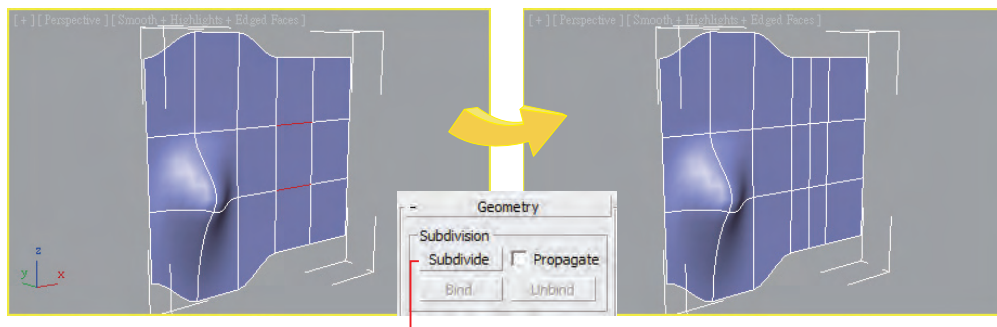 [ + ] [ Perspective ] [ Smooth + Highlights + Edged Faces ]
[ + ] [ Perspective ] [ Smooth + Highlights + Edged Faces ]
- Geometry
Subdivision
Subdivide Propagate
Bind Unbind
z
y x